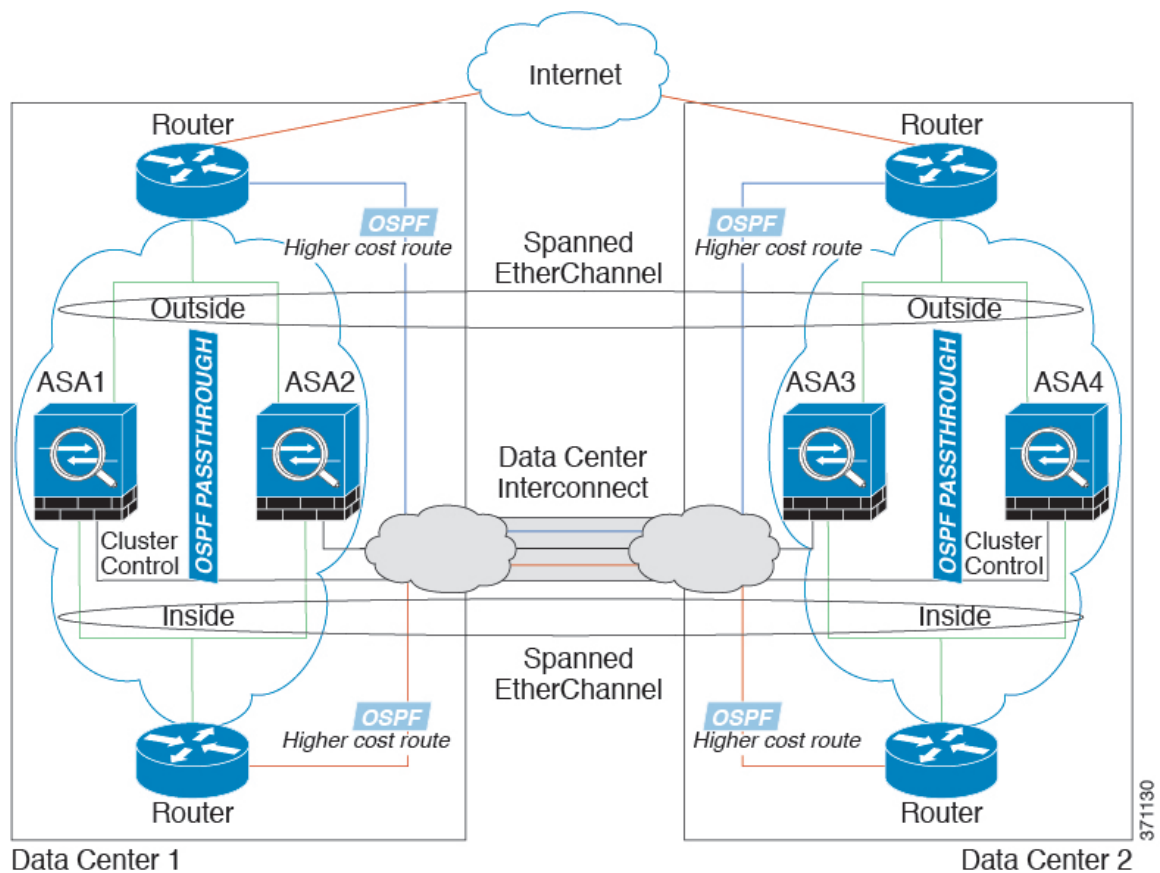 Internet
Router
Router
OSPF
Higher cost route
OSPF
Higher cost route
Spanned
EtherChannel
Outside
Outside
ASA1
OSPF PASSTHROUGH
ASA2
ASA3
OSPF PASSTHROUGH
ASA4
Data Center
Interconnect
Cluster
Control
Cluster
Control
Inside
Inside
Spanned
EtherChannel
OSPF
Higher cost route
OSPF
Higher cost route
Router
Router
371130
Data Center 1
Data Center 2